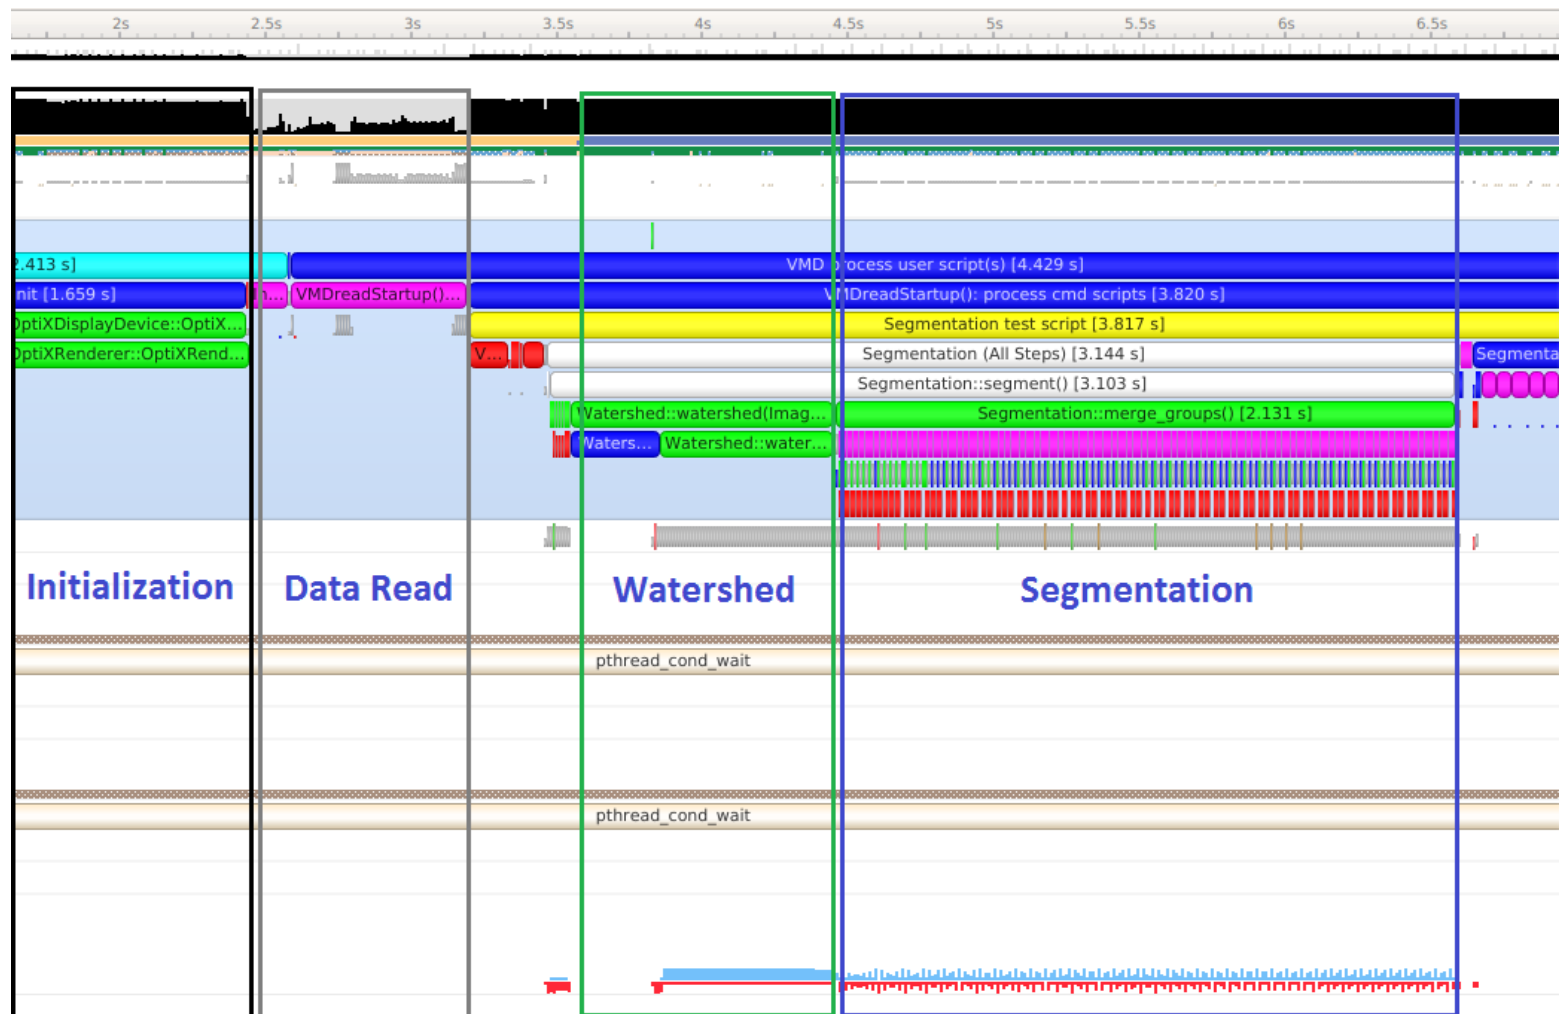 2s 2.5s 3s 3.5s 4s 4.5s 5s 5.5s 6s 6.5s
2.413 s] VMD process user script(s) [4.429 s]
nit [1.659 s] VMDreadStartup()... VMDreadStartup(): process cmd scripts [3.820 s]
OptiXDisplayDevice::OptiX... Segmentation test script [3.817 s]
OptiXRenderer::OptiXRend... V... Segmentation (All Steps) [3.144 s] Segmenta
Segmentation::segment() [3.103 s]
Watershed::watershed(Imag... Segmentation::merge_groups() [2.131 s]
Waters... Watershed::water...
Initialization Data Read Watershed Segmentation
pthread_cond_wait
pthread_cond_wait